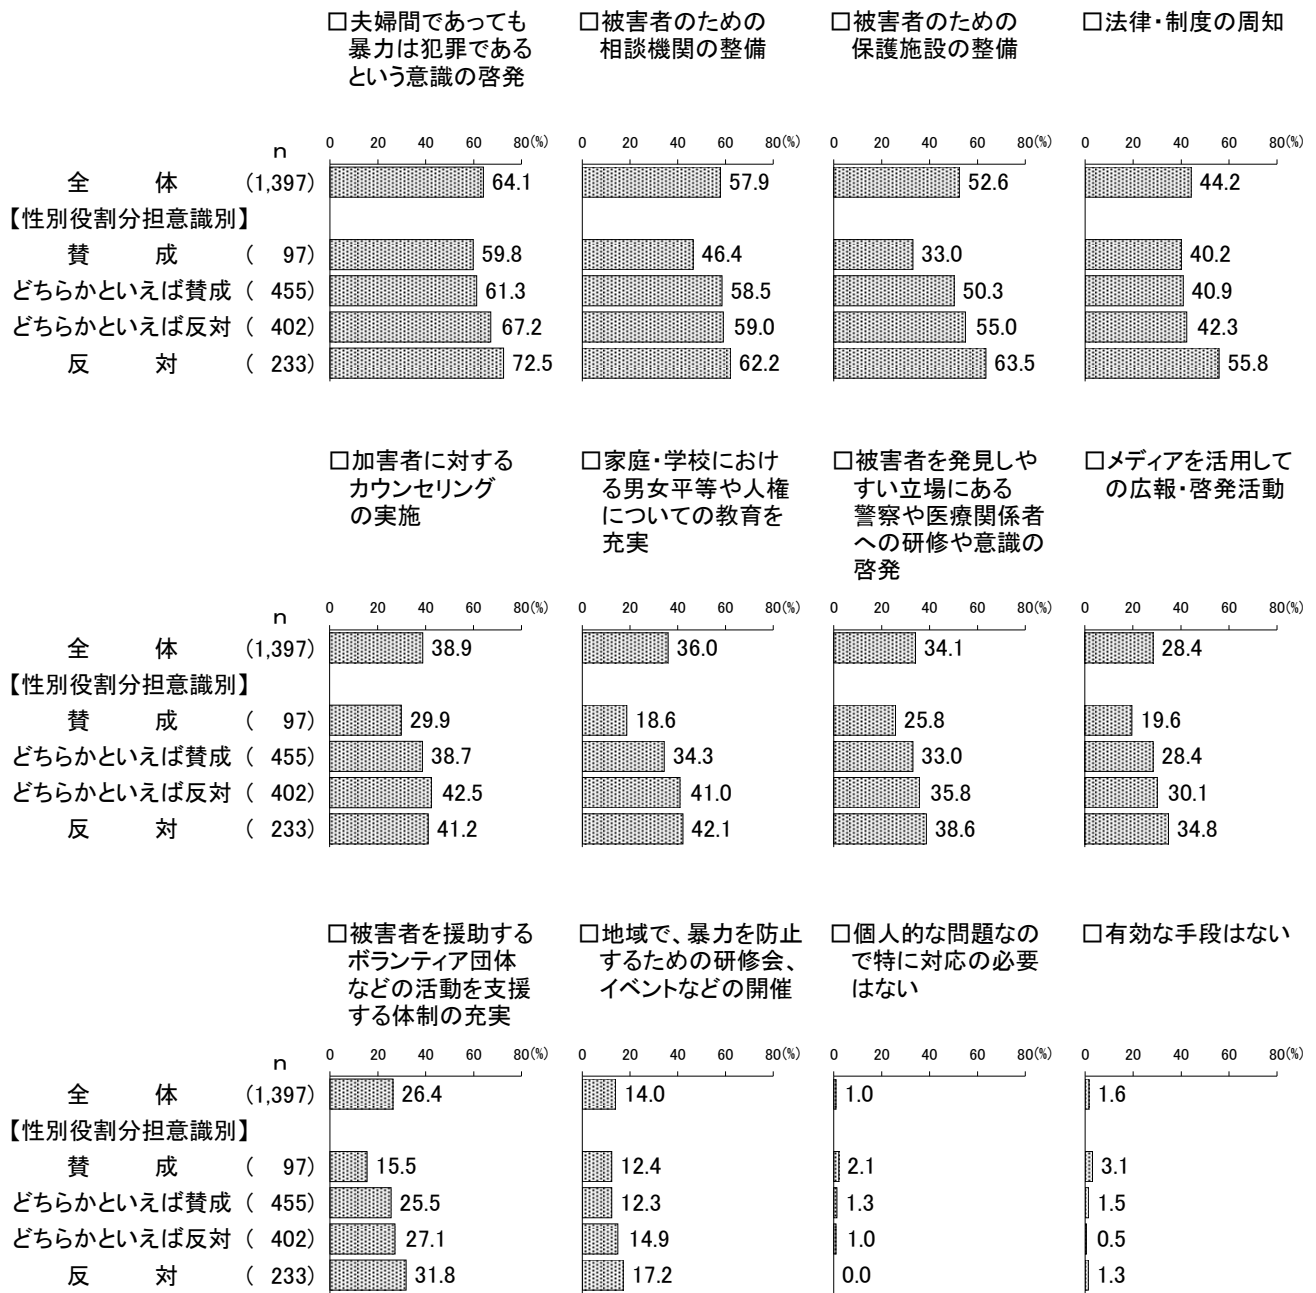 □夫婦間であっても
暴力は犯罪である
という意識の啓発
□被害者のための
相談機関の整備
□被害者のための
保護施設の整備
□法律・制度の周知
n
0 20 40 60 80(%)
0 20 40 60 80(%)
0 20 40 60 80(%)
0 20 40 60 80(%)
全 体 (1,397) 64.1 57.9 52.6 44.2
【性別役割分担意識別】
賛 成 ( 97) 59.8 46.4 33.0 40.2
どちらかといえば賛成 ( 455) 61.3 58.5 50.3 40.9
どちらかといえば反対 ( 402) 67.2 59.0 55.0 42.3
反 対 ( 233) 72.5 62.2 63.5 55.8
□加害者に対する
カウンセリング
の実施
□家庭・学校におけ
る男女平等や人権
についての教育を
充実
□被害者を発見しや
すい立場にある
警察や医療関係者
への研修や意識の
啓発
□メディアを活用して
の広報・啓発活動
n
0 20 40 60 80(%)
0 20 40 60 80(%)
0 20 40 60 80(%)
0 20 40 60 80(%)
全 体 (1,397) 38.9 36.0 34.1 28.4
【性別役割分担意識別】
賛 成 ( 97) 29.9 18.6 25.8 19.6
どちらかといえば賛成 ( 455) 38.7 34.3 33.0 28.4
どちらかといえば反対 ( 402) 42.5 41.0 35.8 30.1
反 対 ( 233) 41.2 42.1 38.6 34.8
□被害者を援助する
ボランティア団体
などの活動を支援
する体制の充実
□地域で、暴力を防止
するための研修会、
イベントなどの開催
□個人的な問題なの
で特に対応の必要
はない
□有効な手段はない
n
0 20 40 60 80(%)
0 20 40 60 80(%)
0 20 40 60 80(%)
0 20 40 60 80(%)
全 体 (1,397) 26.4 14.0 1.0 1.6
【性別役割分担意識別】
賛 成 ( 97) 15.5 12.4 2.1 3.1
どちらかといえば賛成 ( 455) 25.5 12.3 1.3 1.5
どちらかといえば反対 ( 402) 27.1 14.9 1.0 0.5
反 対 ( 233) 31.8 17.2 0.0 1.3